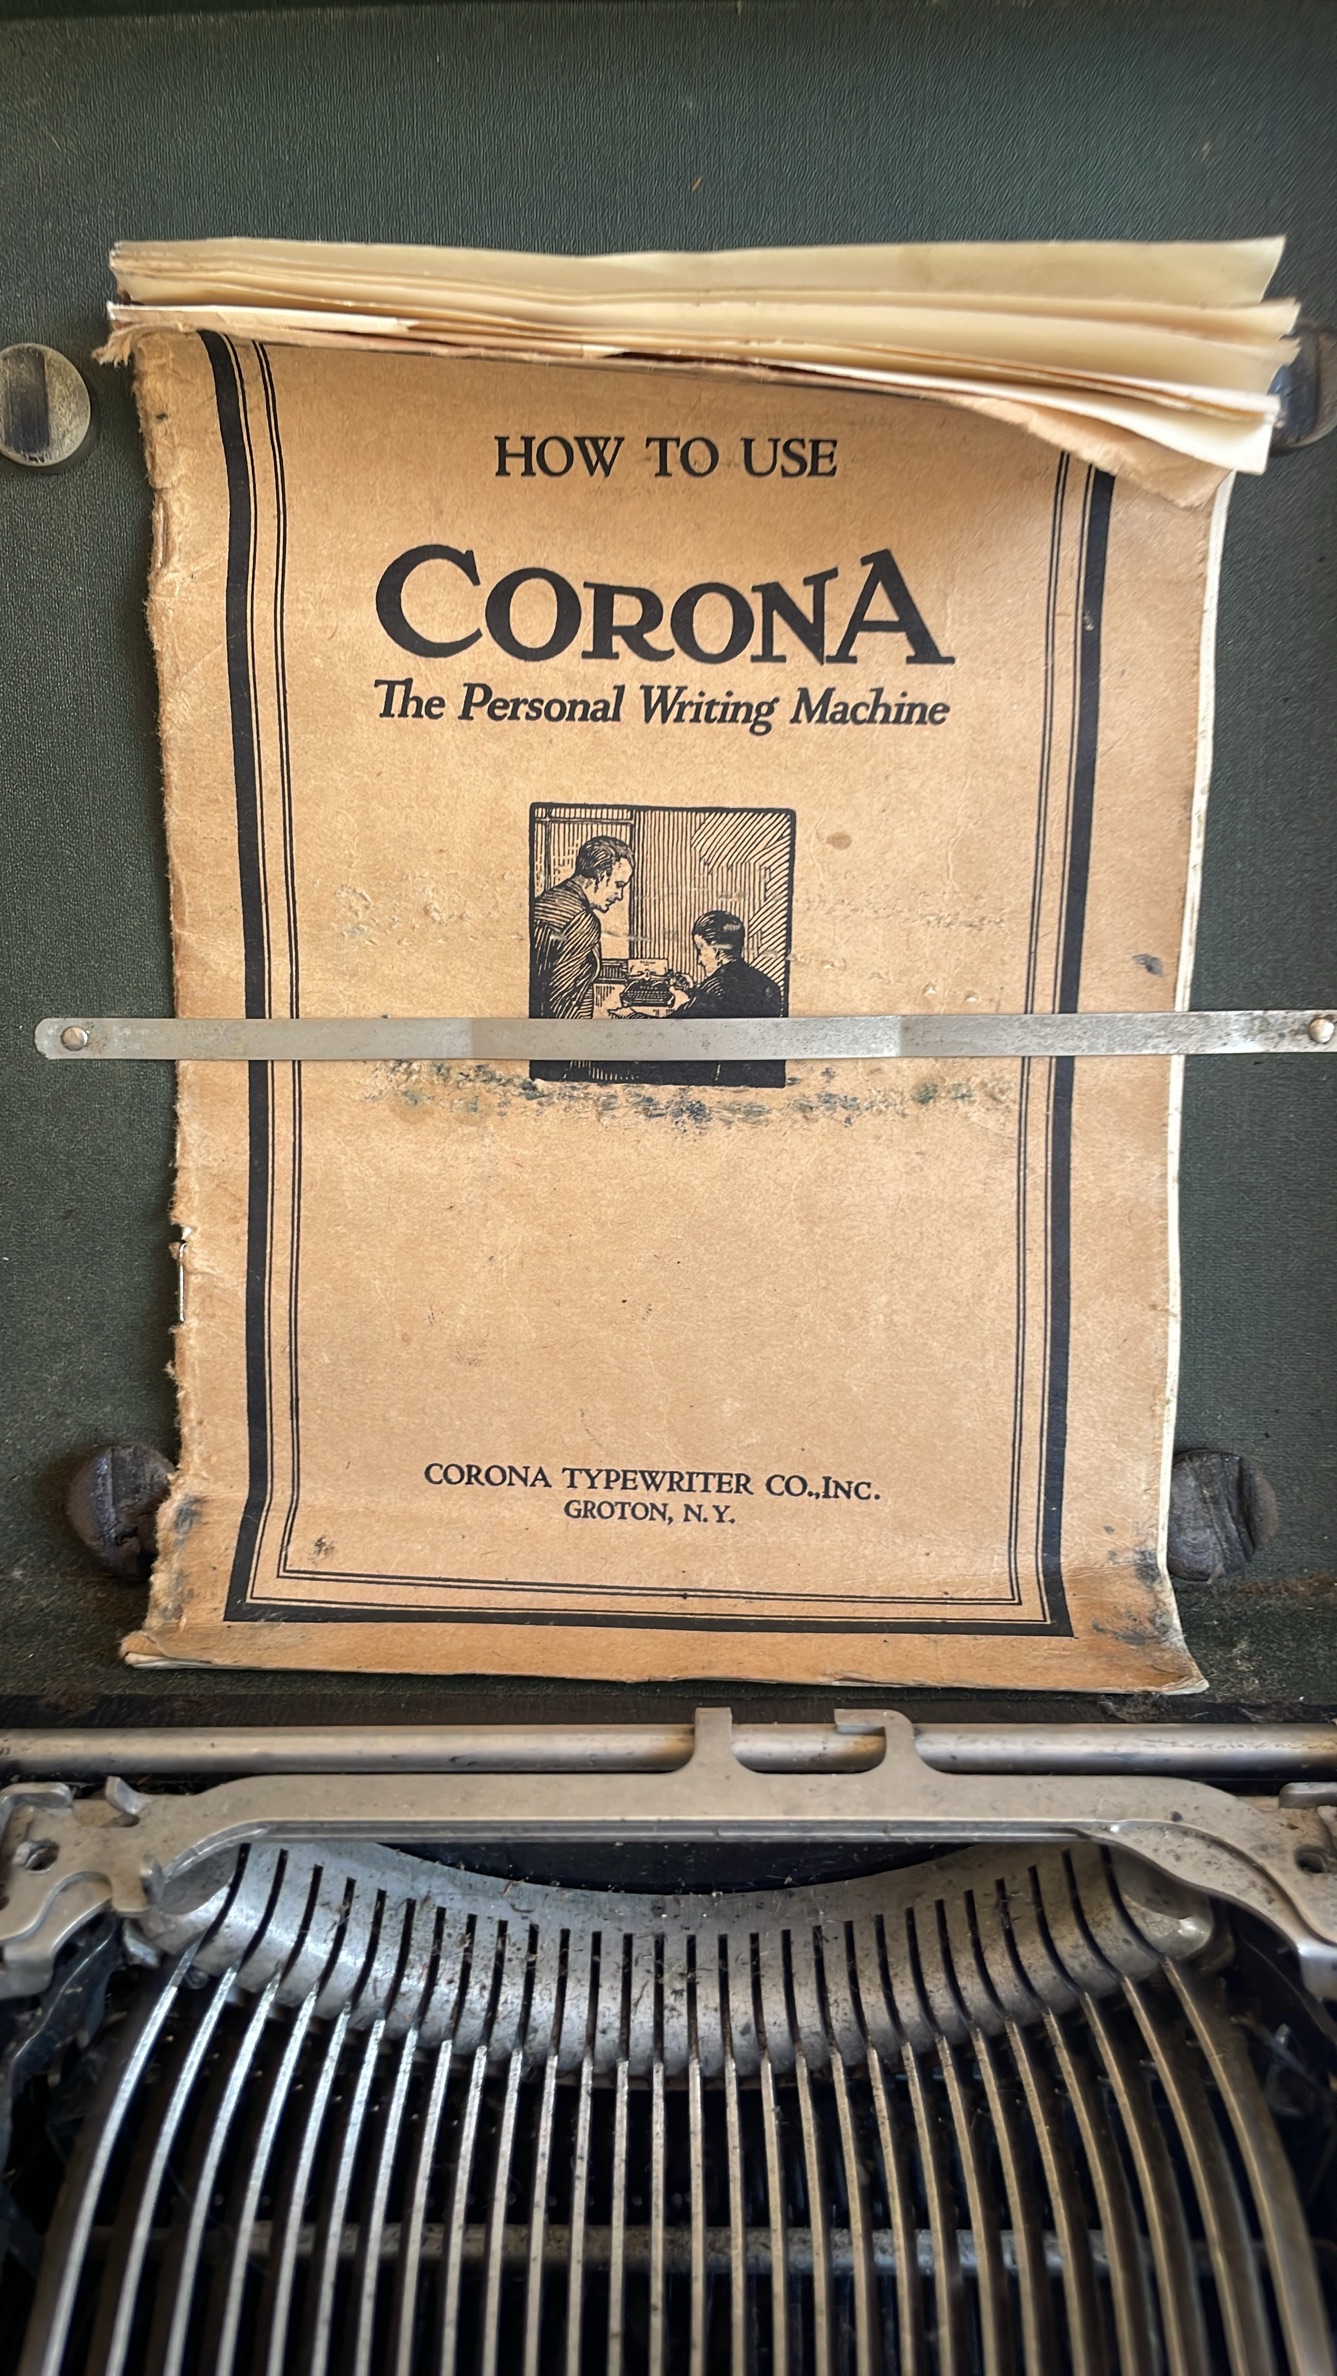 HOW TO USE
CORONA
The Personal Writing Machine
CORONA TYPEWRITER CO., INC.
GROTON, N.Y.